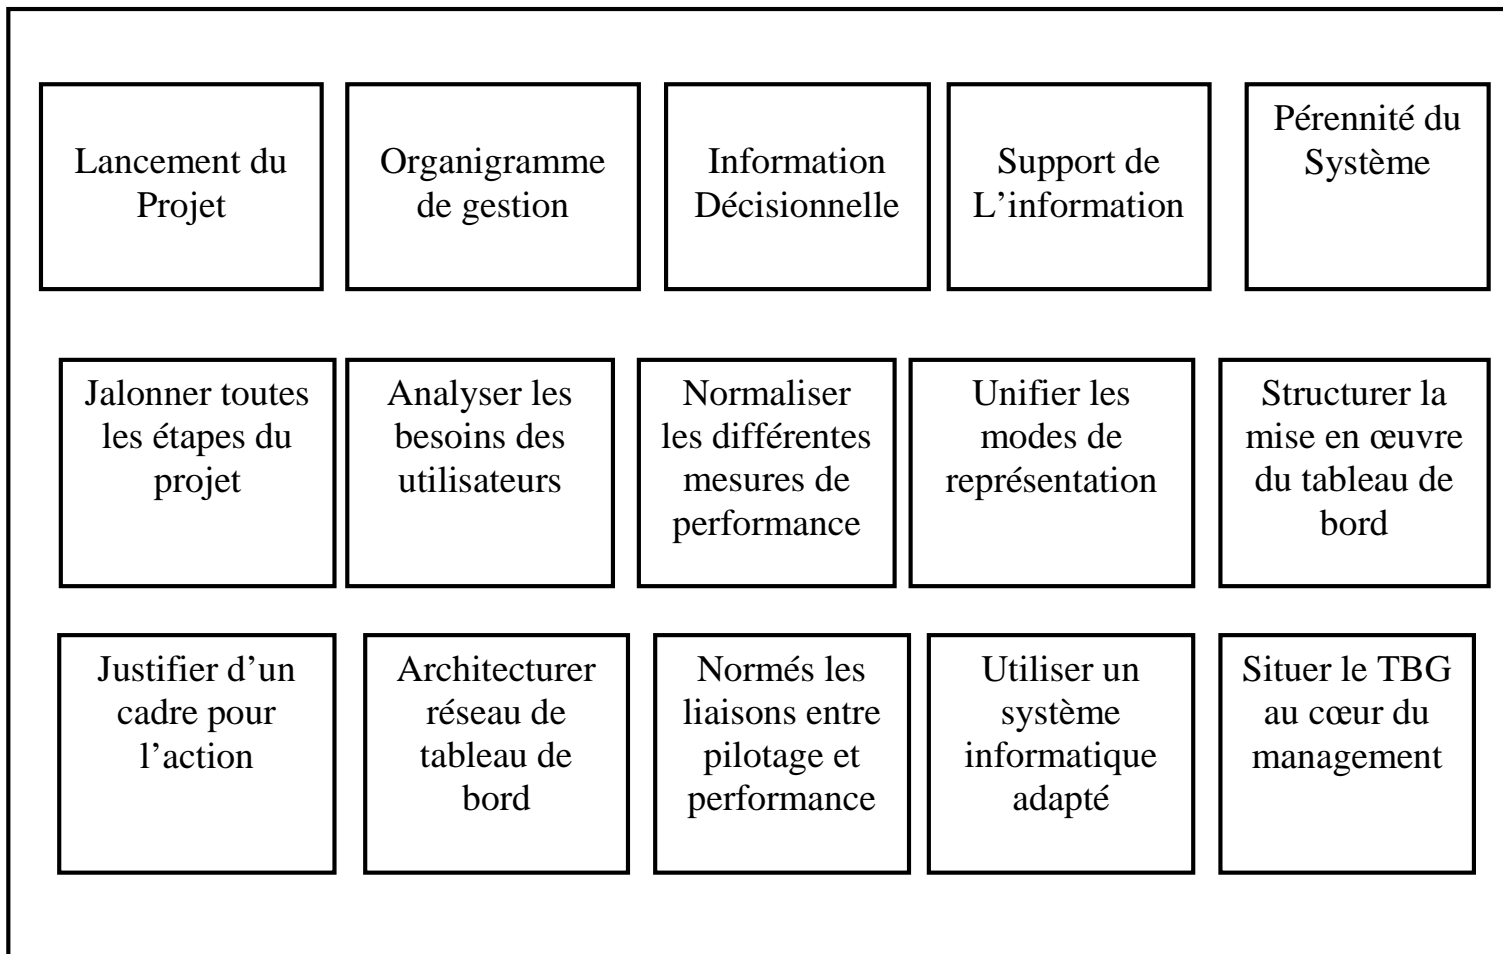 Lancement du
Projet
Organigramme
de gestion
Information
Décisionnelle
Support de
L’information
Pérennité du
Système
Jalonner toutes
les étapes du
projet
Analyser les
besoins des
utilisateurs
Normaliser
les différentes
mesures de
performance
Unifier les
modes de
représentation
Structurer la
mise en œuvre
du tableau de
bord
Justifier d’un
cadre pour
l’action
Architecturer
réseau de
tableau de
bord
Normés les
liaisons entre
pilotage et
performance
Utiliser un
système
informatique
adapté
Situer le TBG
au cœur du
management